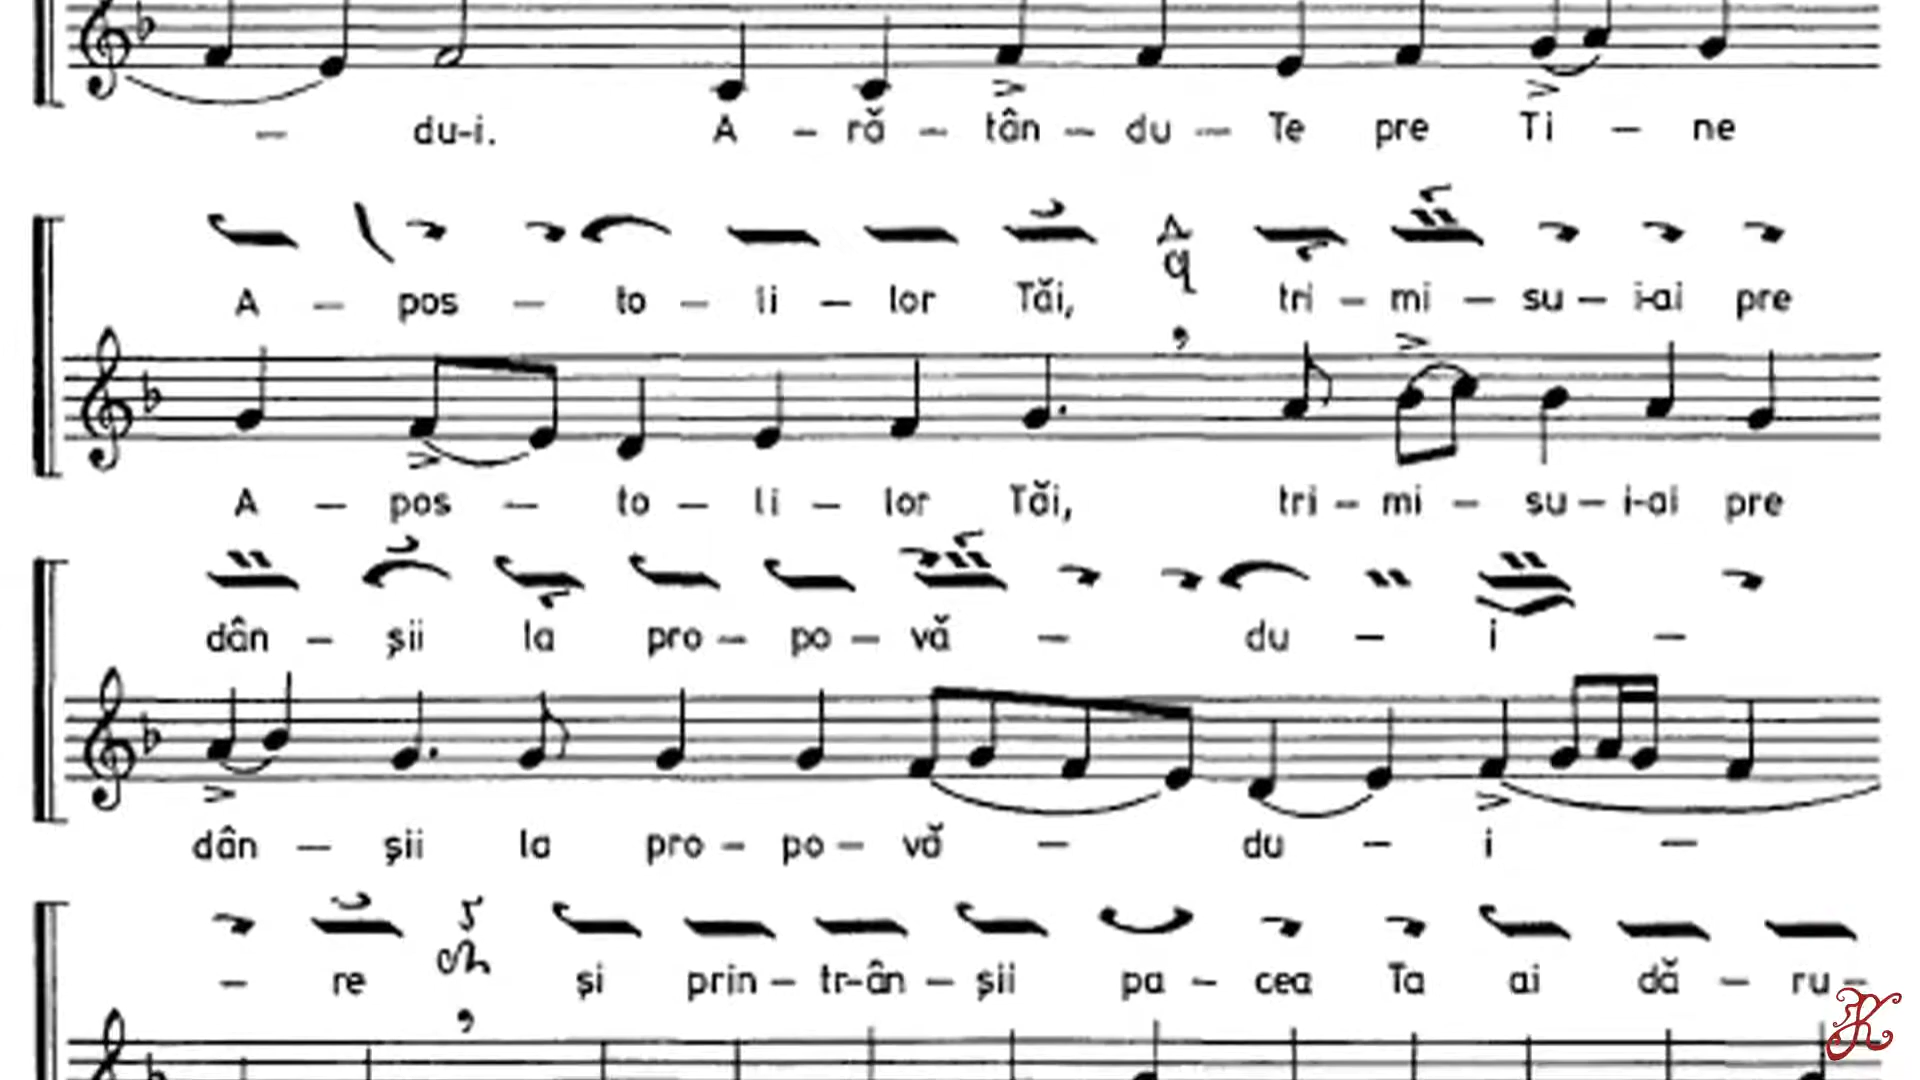 – du-i. A – ră – tân – du – Te pre Ti – ne
A – pos – to – li – lor Tăi, tri – mi – su – i-ai pre
A – pos – to – li – lor Tăi, tri – mi – su – i-ai pre
dân – șii la pro – po – vă – du – i –
dân – șii la pro – po – vă – du – i –
– re și prin – tr-ân – șii pa – cea Ta ai dă – ru –